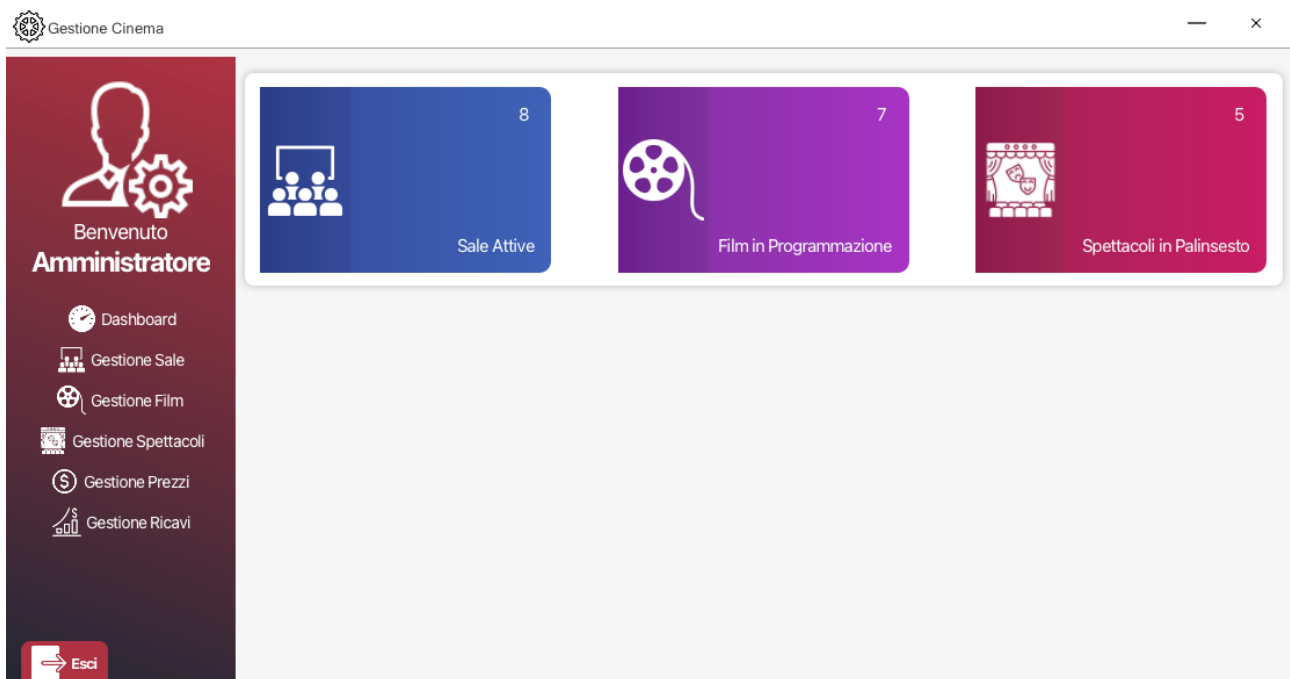 Gestione Cinema
Benvenuto
Amministratore
Dashboard
Gestione Sale
Gestione Film
Gestione Spettacoli
Gestione Prezzi
Gestione Ricavi
Esci
8
Sale Attive
7
Film in Programmazione
5
Spettacoli in Palinsesto